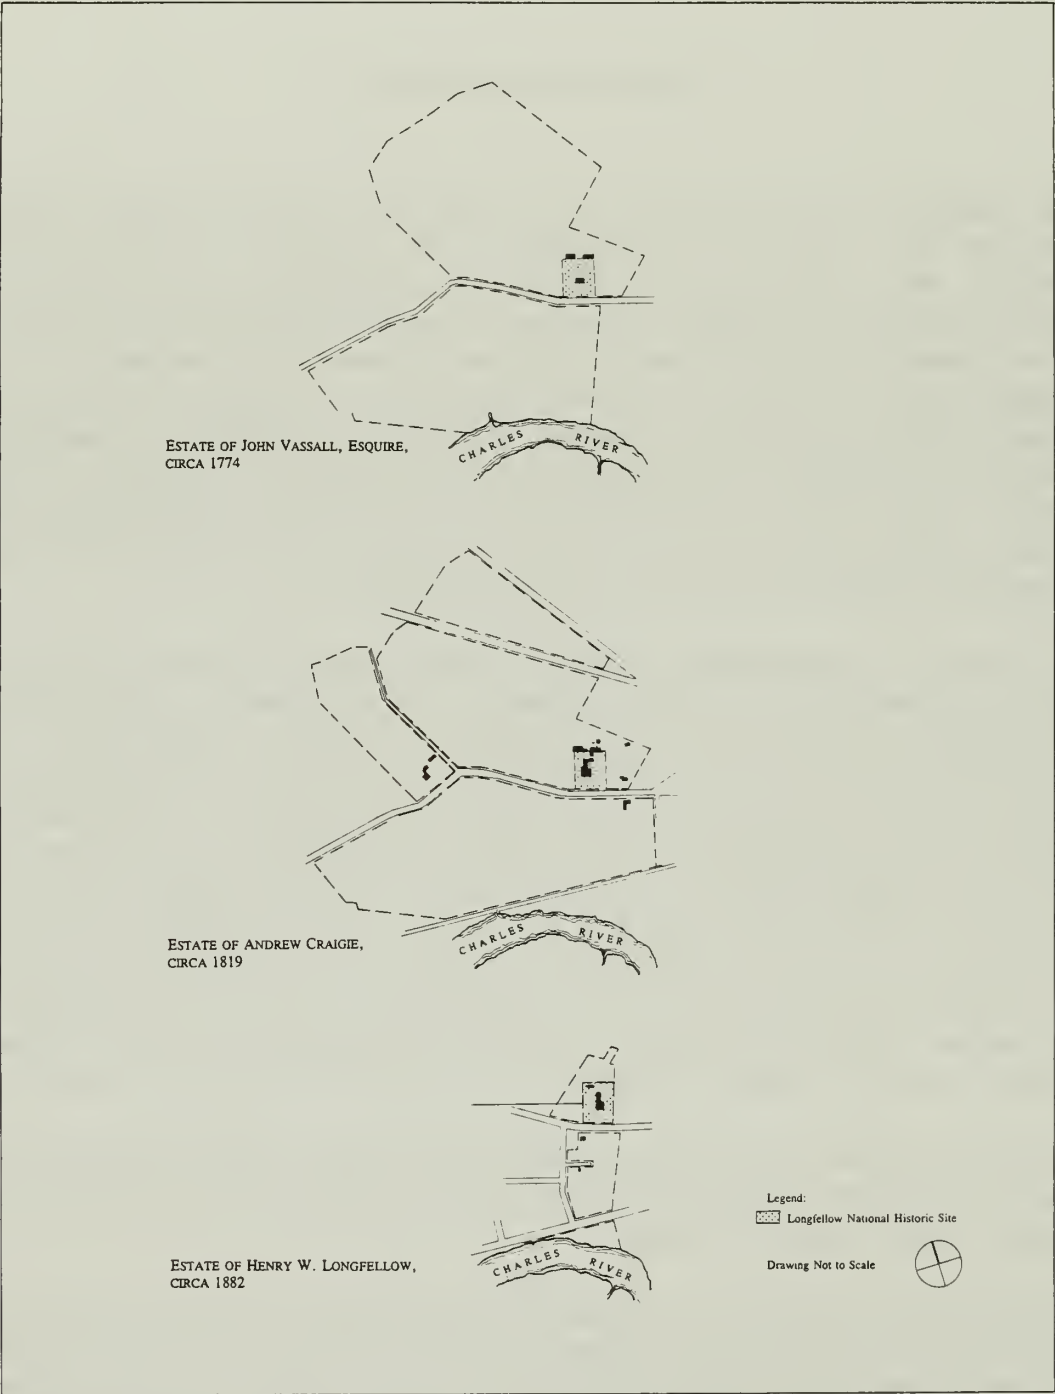 ESTATE OF JOHN VASSALL, ESQUIRE,
CIRCA 1774
CHARLES RIVER
ESTATE OF ANDREW CRAIGIE,
CIRCA 1819
CHARLES RIVER
ESTATE OF HENRY W. LONGFELLOW,
CIRCA 1882
CHARLES RIVER
Legend:
Longfellow National Historic Site
Drawing Not to Scale